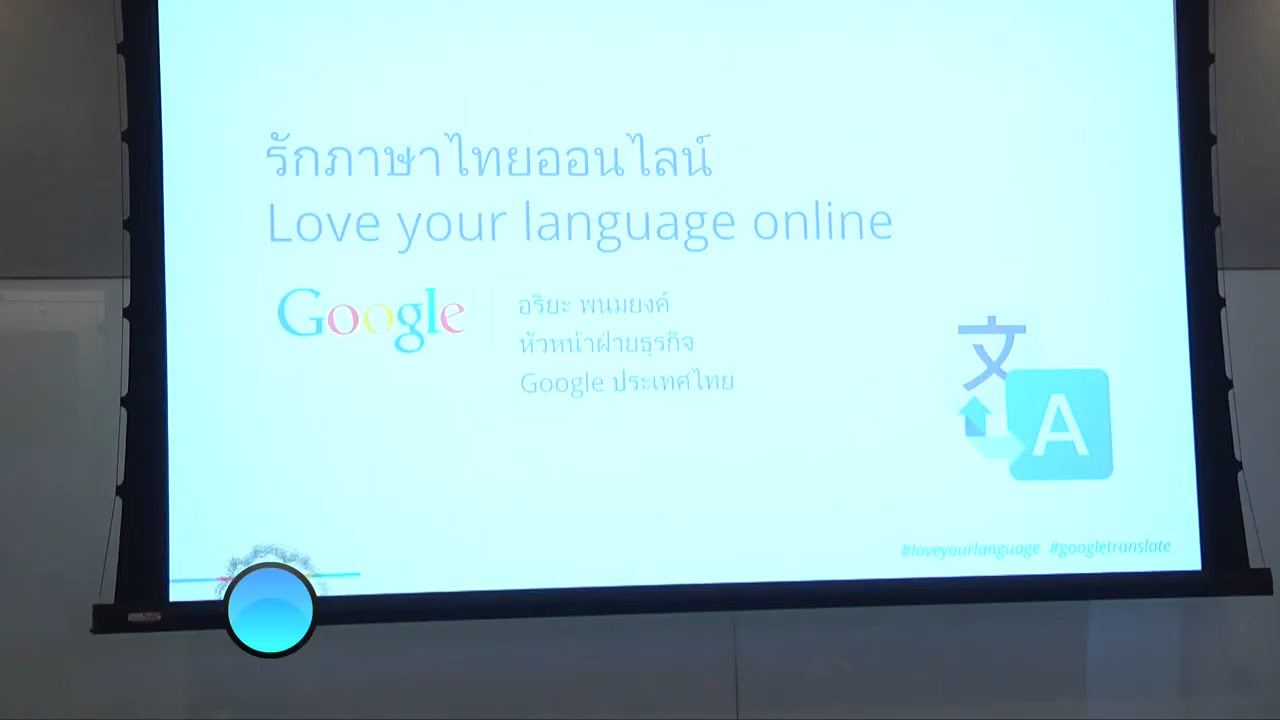 รักภาษาไทยออนไลน์
Love your language online
Google
อริยะ พนมยงค์
หัวหน้าฝ่ายธุรกิจ
Google ประเทศไทย
文
A
#loveyourlanguage #googletranslate